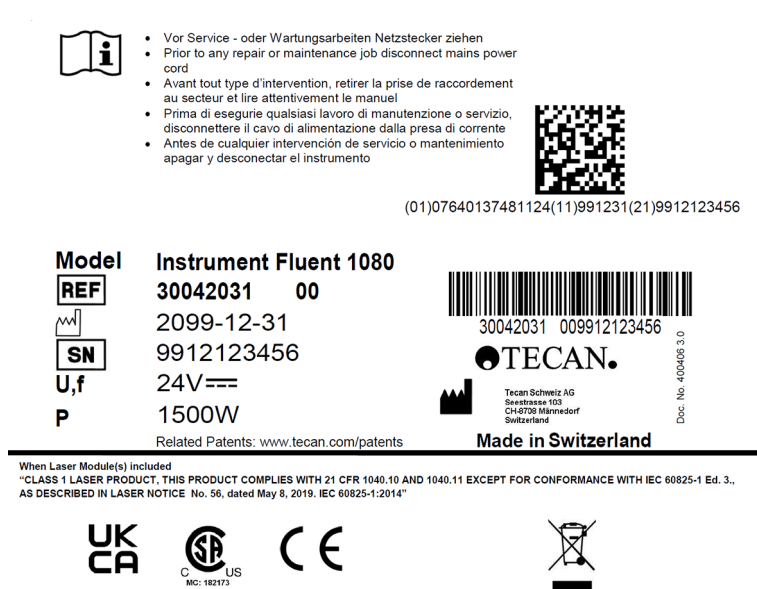 • Vor Service - oder Wartungsarbeiten Netzstecker ziehen
• Prior to any repair or maintenance job disconnect mains power
cord
• Avant tout type d'intervention, retirer la prise de raccordement
au secteur et lire attentivement le manuel
• Prima di esegurie qualsiasi lavoro di manutenzione o servizio,
disconnettere il cavo di alimentazione dalla presa di corrente
• Antes de cualquier intervención de servicio o mantenimiento
apagar y desconectar el instrumento
(01)07640137481124(11)991231(21)9912123456
Model Instrument Fluent 1080
REF 30042031 00
2099-12-31
SN 9912123456
U,f 24V
P 1500W
Related Patents: www.tecan.com/patents
30042031 009912123456
TECAN.
Tecan Schweiz AG
Seestrasse 103
CH-8708 Männedorf
Switzerland
Doc. No. 400406 3.0
Made in Switzerland
When Laser Module(s) included
“CLASS 1 LASER PRODUCT, THIS PRODUCT COMPLIES WITH 21 CFR 1040.10 AND 1040.11 EXCEPT FOR CONFORMANCE WITH IEC 60825-1 Ed. 3.,
AS DESCRIBED IN LASER NOTICE No. 56, dated May 8, 2019. IEC 60825-1:2014”
UK
CA
SA
C US
MC: 182173
CE